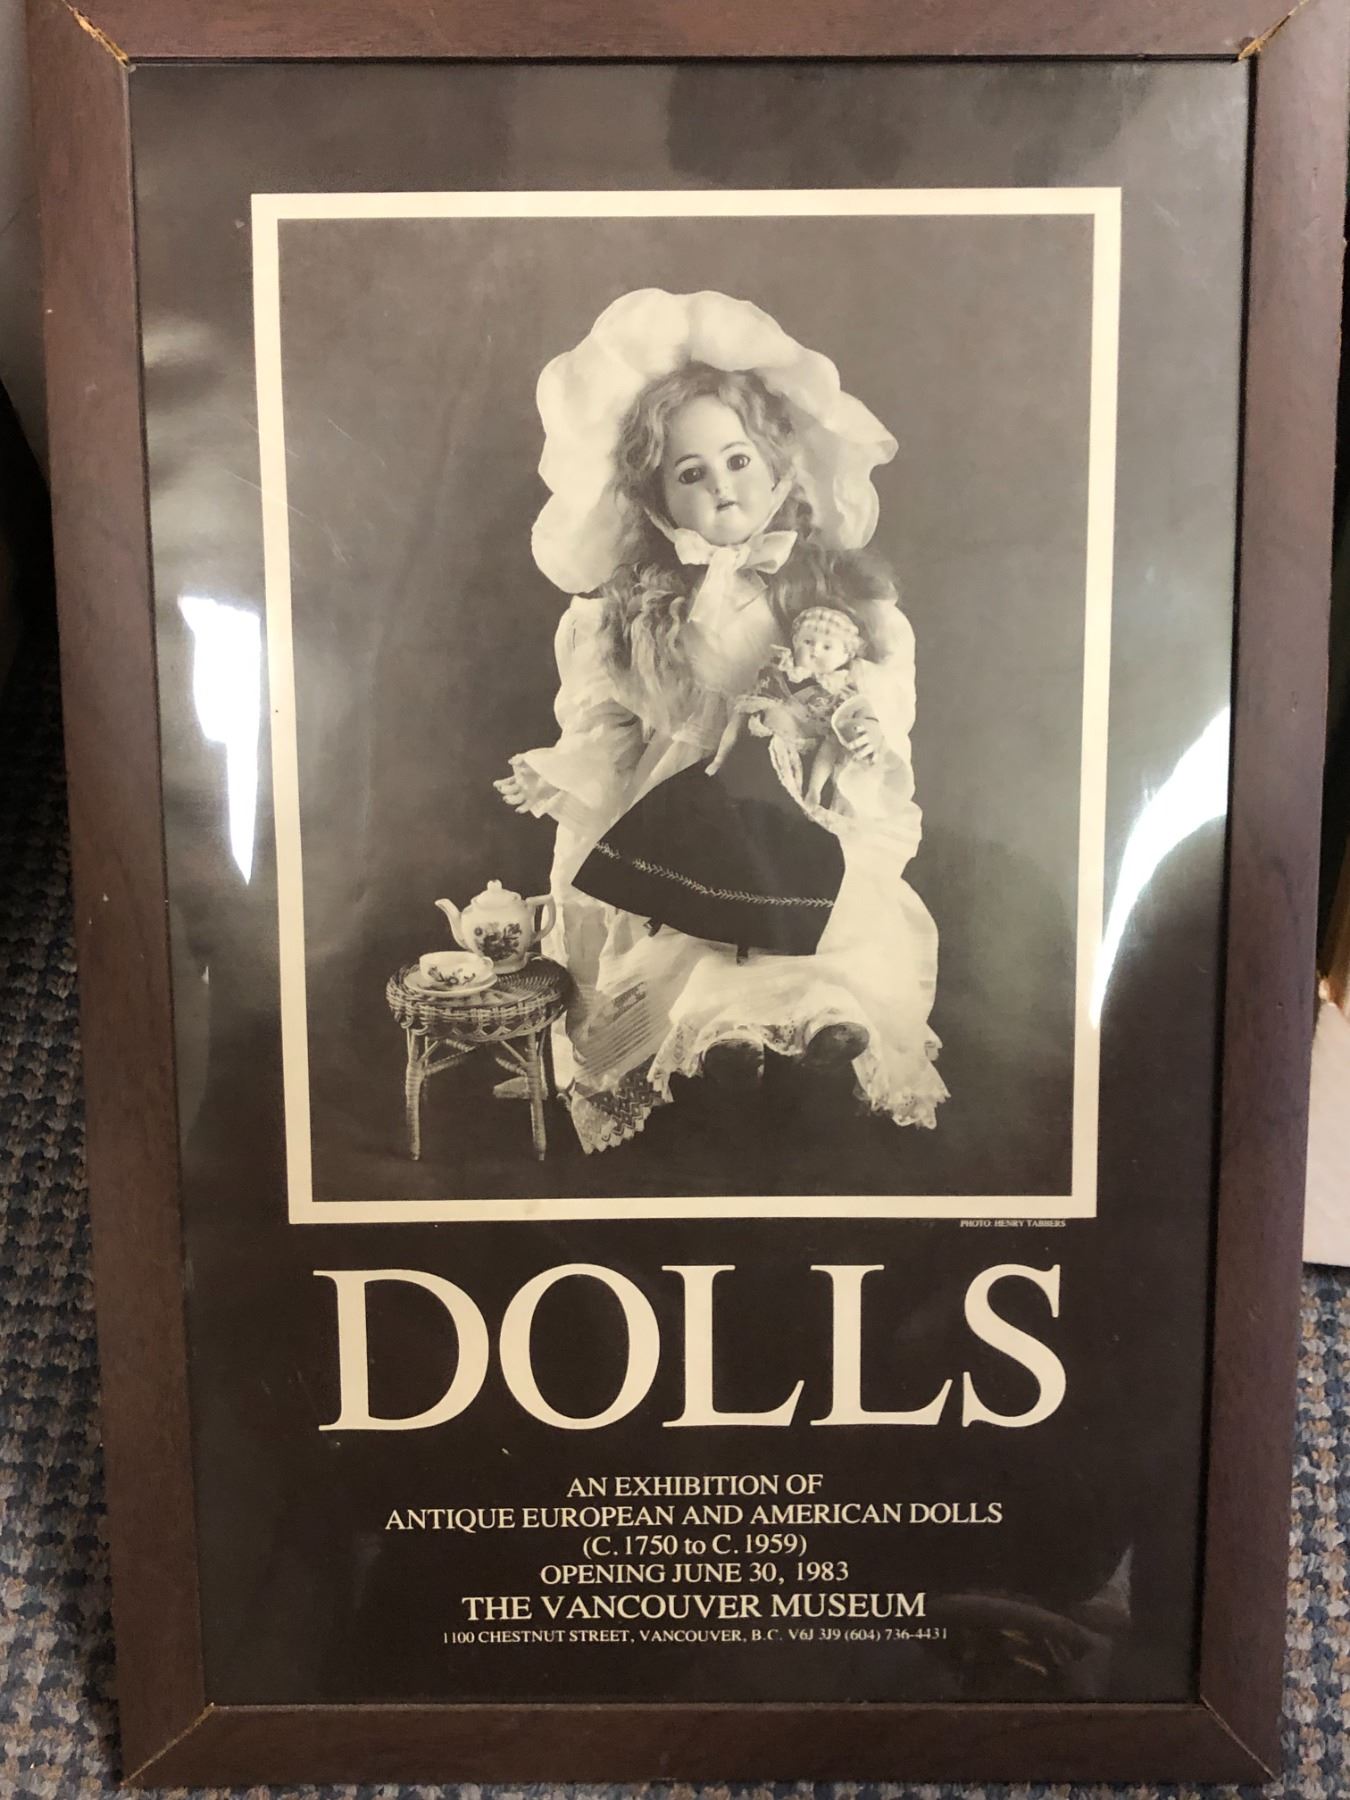 PHOTO: HENRY TABBERS
DOLLS
AN EXHIBITION OF
ANTIQUE EUROPEAN AND AMERICAN DOLLS
(C. 1750 to C. 1959)
OPENING JUNE 30, 1983
THE VANCOUVER MUSEUM
1100 CHESTNUT STREET, VANCOUVER, B.C. V6J 3J9 (604) 736-4431